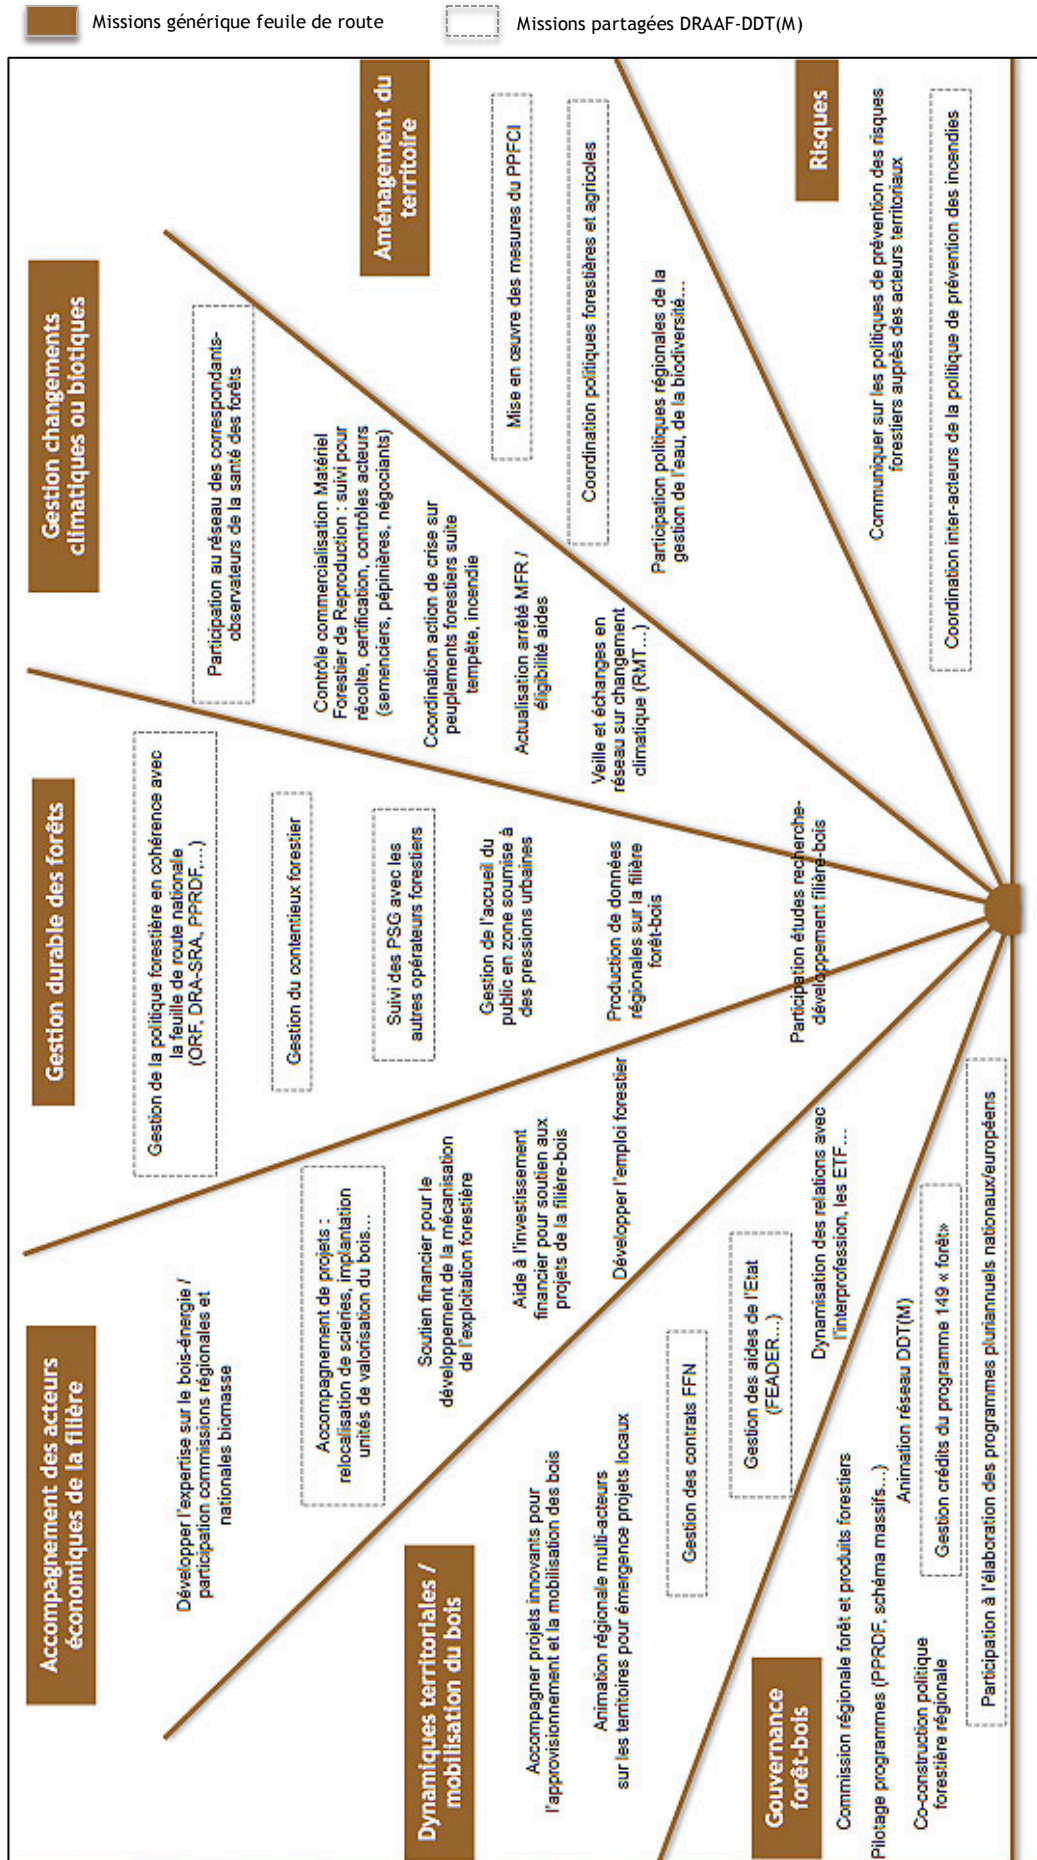 Missions générique feuile de route
Missions partagées DRAAF-DDT(M)
Gouvernance
forêt-bois
Commission régionale forêt et produits forestiers
Pilotage programmes (PPRDF, schéma massifs...)
Animation réseau DDT(M)
Co-construction politique
forestière régionale
Gestion crédits du programme 149 « forêt»
Participation à l'élaboration des programmes pluriannuels nationaux/européens
Dynamiques territoriales /
mobilisation du bois
Accompagner projets innovants pour
l'approvisionnement et la mobilisation des bois
Animation régionale multi-acteurs
sur les territoires pour émergence projets locaux
Gestion des contrats FFN
Gestion des aides de l'Etat
(FEADER...)
Dynamisation des relations avec
l'interprofession, les ETF...
Accompagnement des acteurs
économiques de la filière
Développer l'expertise sur le bois-énergie /
participation commissions régionales et
nationales biomasse
Accompagnement de projets :
relocalisation de scieries, implantation
unités de valorisation du bois...
Soutien financier pour le
développement de la mécanisation
de l'exploitation forestière
Aide à l'investissement
financier pour soutien aux
projets de la filière-bois
Développer l'emploi forestier
Gestion durable des forêts
Gestion de la politique forestière en cohérence avec
la feuille de route nationale
(ORF, DRA-SRA, PPRDF,...)
Gestion du contentieux forestier
Suivi des PSG avec les
autres opérateurs forestiers
Gestion de l'accueil du
public en zone soumise à
des pressions urbaines
Production de données
régionales sur la filière
forêt-bois
Participation études recherche-
développement filière-bois
Gestion changements
climatiques ou biotiques
Participation au réseau des correspondants-
observateurs de la santé des forêts
Contrôle commercialisation Matériel
Forestier de Reproduction : suivi pour
récolte, certification, contrôles acteurs
(semenciers, pépinières, négociants)
Coordination action de crise sur
peuplements forestiers suite
tempête, incendie
Actualisation arrêté MFR /
éligibilité aides
Veille et échanges en
réseau sur changement
climatique (RMT...)
Aménagement du
territoire
Mise en œuvre des mesures du PPFCI
Coordination politiques forestières et agricoles
Participation politiques régionales de la
gestion de l'eau, de la biodiversité...
Risques
Communiquer sur les politiques de prévention des risques
forestiers auprès des acteurs territoriaux
Coordination inter-acteurs de la politique de prévention des incendies